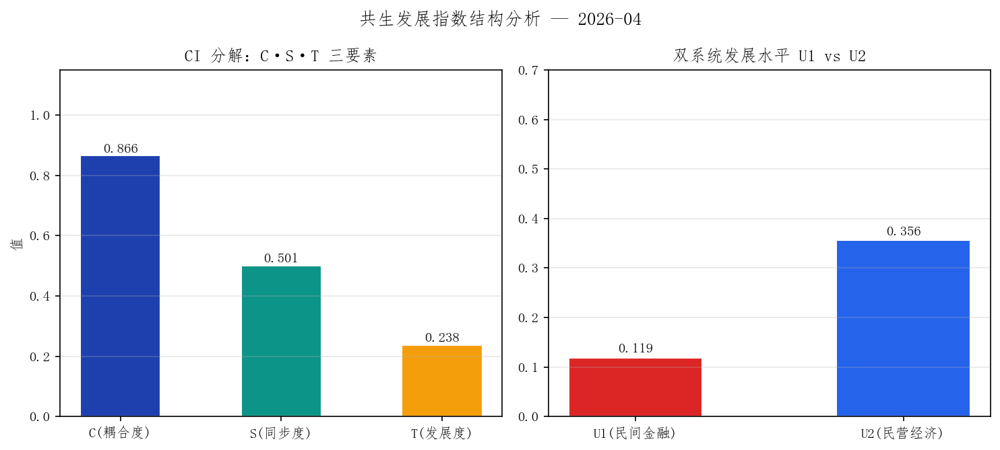 共生发展指数结构分析 — 2026-04
CI 分解: C·S·T 三要素
值
1.0
0.8
0.6
0.4
0.2
0.0
0.866
0.501
0.238
C(耦合度)
S(同步度)
T(发展度)
双系统发展水平 U1 vs U2
0.7
0.6
0.5
0.4
0.3
0.2
0.1
0.0
0.119
0.356
U1(民间金融)
U2(民营经济)